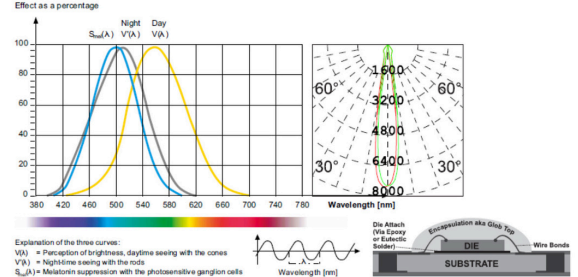 Effect as a percentage
Night Day
Smel(λ) V'(λ) V(λ)
100
80
60
40
20
0
380 420 460 500 540 580 620 660 700 740 780 Wavelength [nm]
1600
60° 3200 60°
4800
30° 6400 30°
8000
Explanation of the three curves:
V(λ) = Perception of brightness, daytime seeing with the cones
V'(λ) = Night-time seeing with the rods
Smel(λ) = Melatonin suppression with the photosensitive ganglion cells
λ
Wavelength [nm]
Die Attach
(Via Epoxy
or Eutectic
Solder)
Encapsulation aka Glob Top
DIE
Wire Bonds
SUBSTRATE